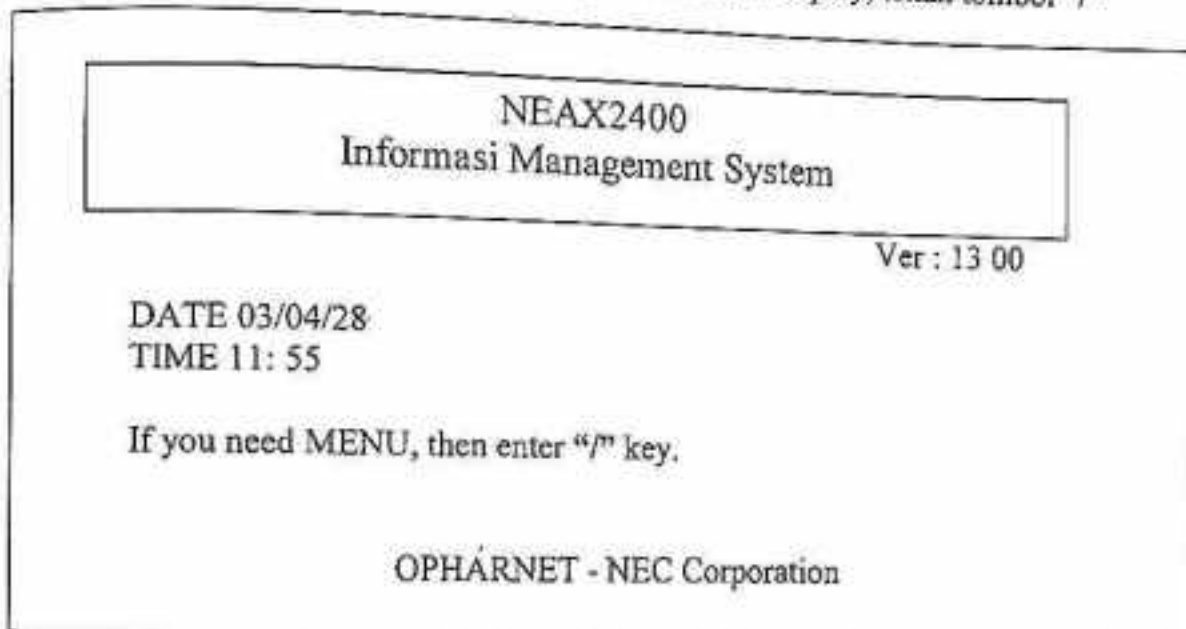 NEAX2400
Informasi Management System
Ver : 13 00
DATE 03/04/28
TIME 11: 55
If you need MENU, then enter “/” key.
OPHÁRNET - NEC Corporation